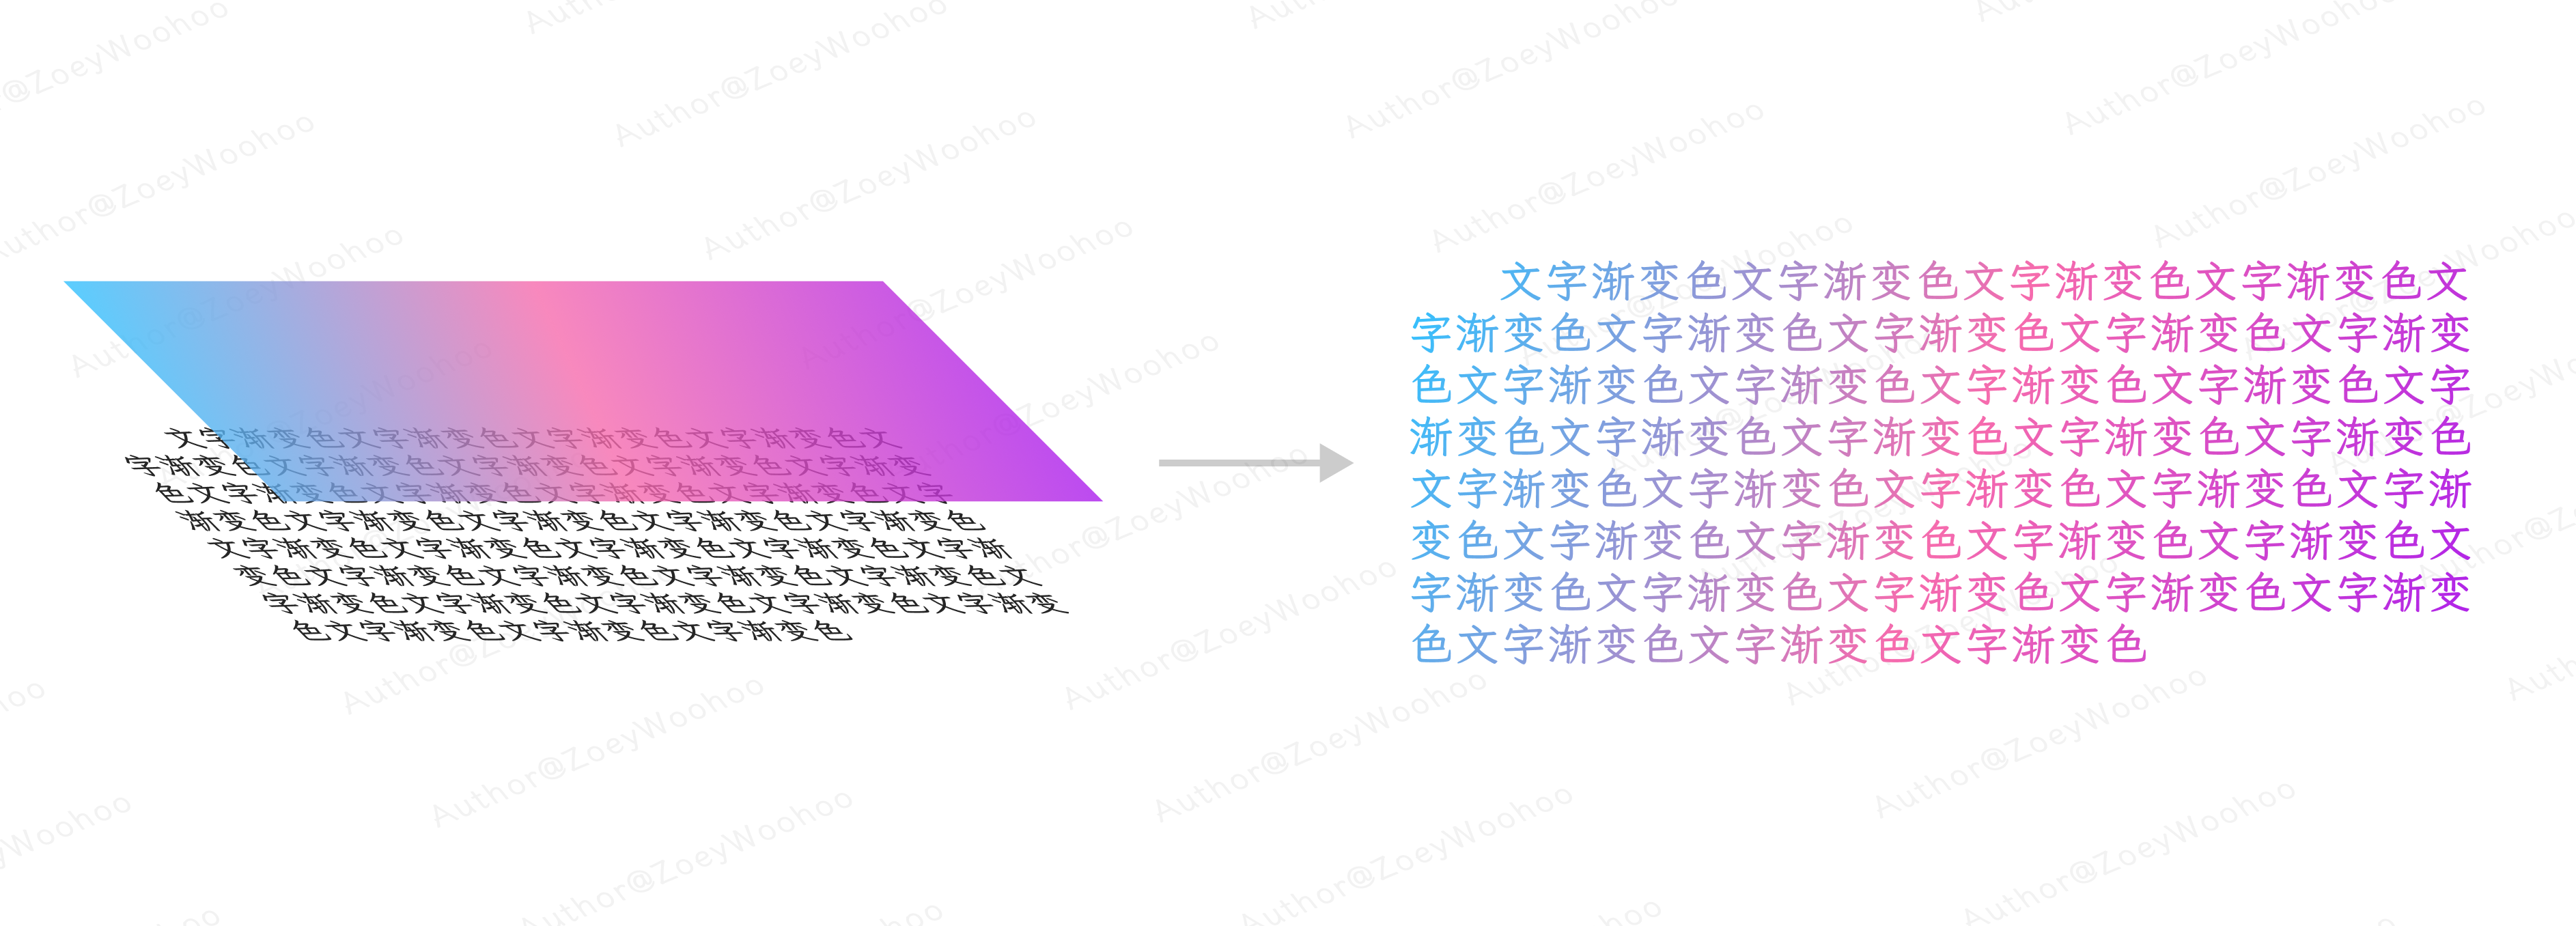 文字渐变色文字渐变色文字渐变色文字渐变色文
字渐变色文字渐变色文字渐变色文字渐变色文字渐变
色文字渐变色文字渐变色文字渐变色文字渐变色文字
渐变色文字渐变色文字渐变色文字渐变色文字渐变色
文字渐变色文字渐变色文字渐变色文字渐变色文字渐
变色文字渐变色文字渐变色文字渐变色文字渐变色文
字渐变色文字渐变色文字渐变色文字渐变色文字渐变
色文字渐变色文字渐变色文字渐变色
文字渐变色文字渐变色文字渐变色文字渐变色文
字渐变色文字渐变色文字渐变色文字渐变色文字渐变
色文字渐变色文字渐变色文字渐变色文字渐变色文字
渐变色文字渐变色文字渐变色文字渐变色文字渐变色
文字渐变色文字渐变色文字渐变色文字渐变色文字渐
变色文字渐变色文字渐变色文字渐变色文字渐变色文
字渐变色文字渐变色文字渐变色文字渐变色文字渐变
色文字渐变色文字渐变色文字渐变色
Author@ZoeyWoohoo